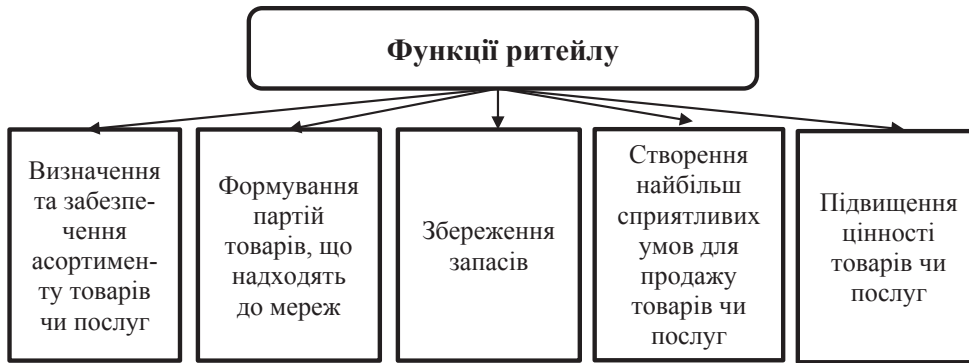 Функції ритейлу
Визначення
та забезпе-
чення
асортимен-
ту товарів
чи послуг
Формування
партій
товарів, що
надходять
до мереж
Збереження
запасів
Створення
найбільш
сприятливих
умов для
продажу
товарів чи
послуг
Підвищення
цінності
товарів чи
послуг